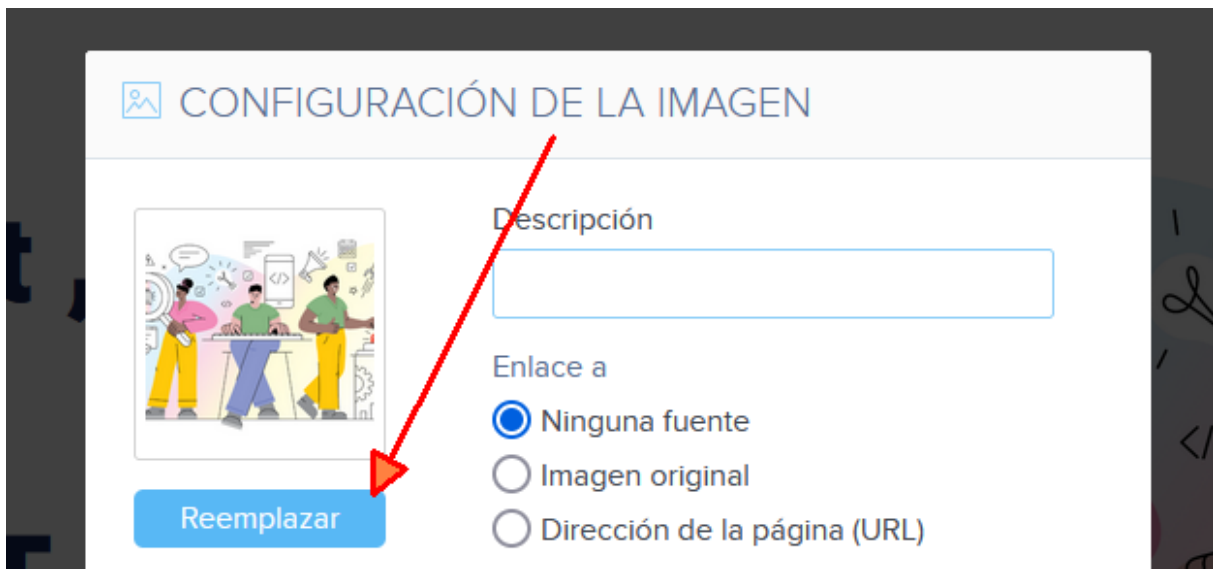 CONFIGURACIÓN DE LA IMAGEN
Descripción
Enlace a
Ninguna fuente
Imagen original
Dirección de la página (URL)
Reemplazar